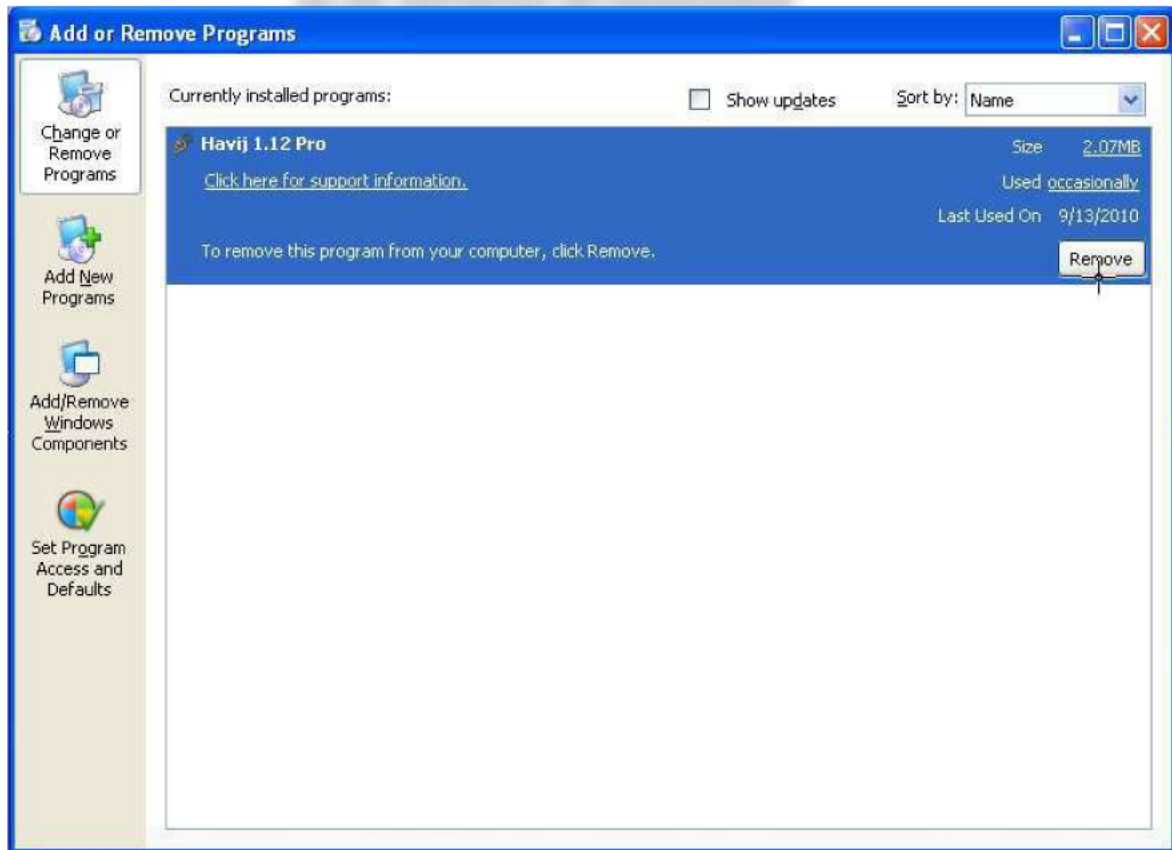 Add or Remove Programs
Change or
Remove
Programs
Add New
Programs
Add/Remove
Windows
Components
Set Program
Access and
Defaults
Currently installed programs:
Show updates
Sort by: Name
Havij 1.12 Pro
Size 2.07MB
Click here for support information.
Used occasionally
Last Used On 9/13/2010
To remove this program from your computer, click Remove.
Remove